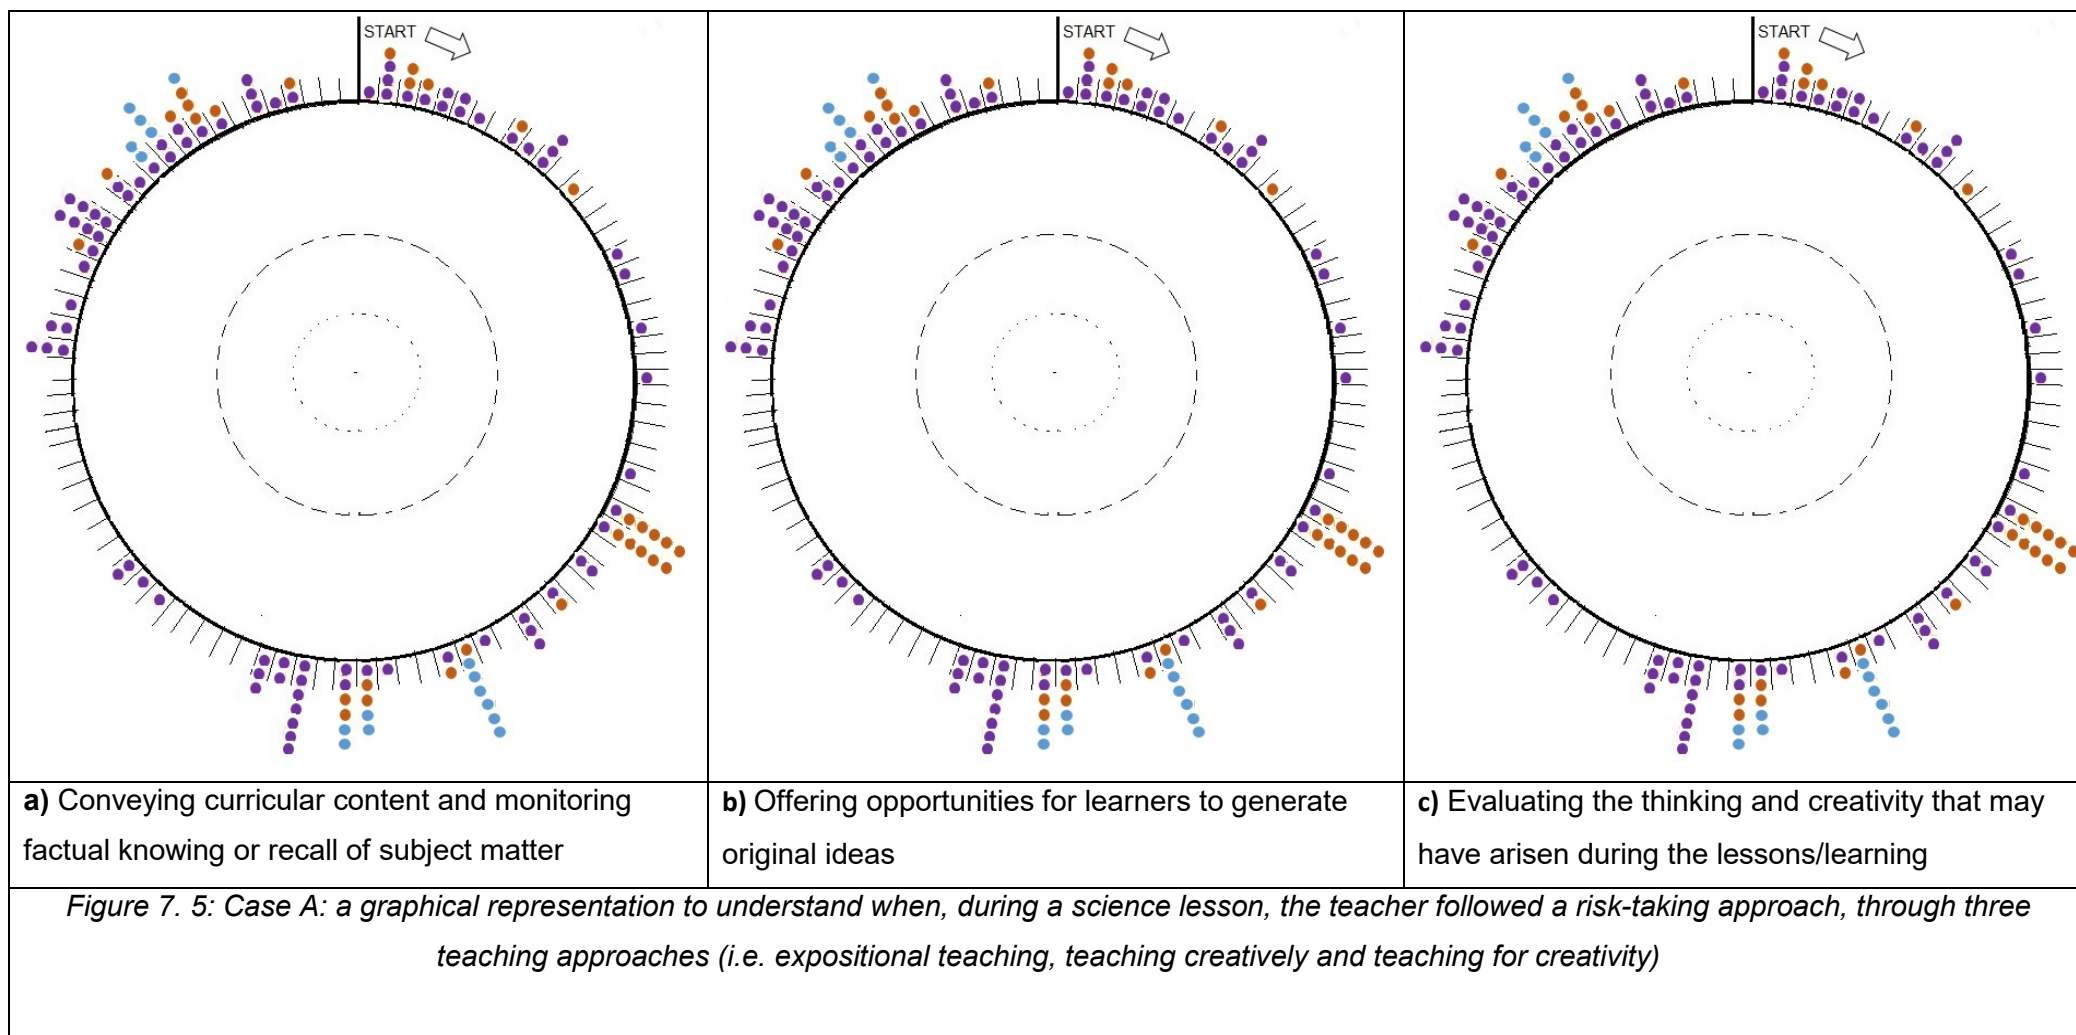 START
START
START
a) Conveying curricular content and monitoring
factual knowing or recall of subject matter
b) Offering opportunities for learners to generate
original ideas
c) Evaluating the thinking and creativity that may
have arisen during the lessons/learning
Figure 7. 5: Case A: a graphical representation to understand when, during a science lesson, the teacher followed a risk-taking approach, through three
teaching approaches (i.e. expositional teaching, teaching creatively and teaching for creativity)